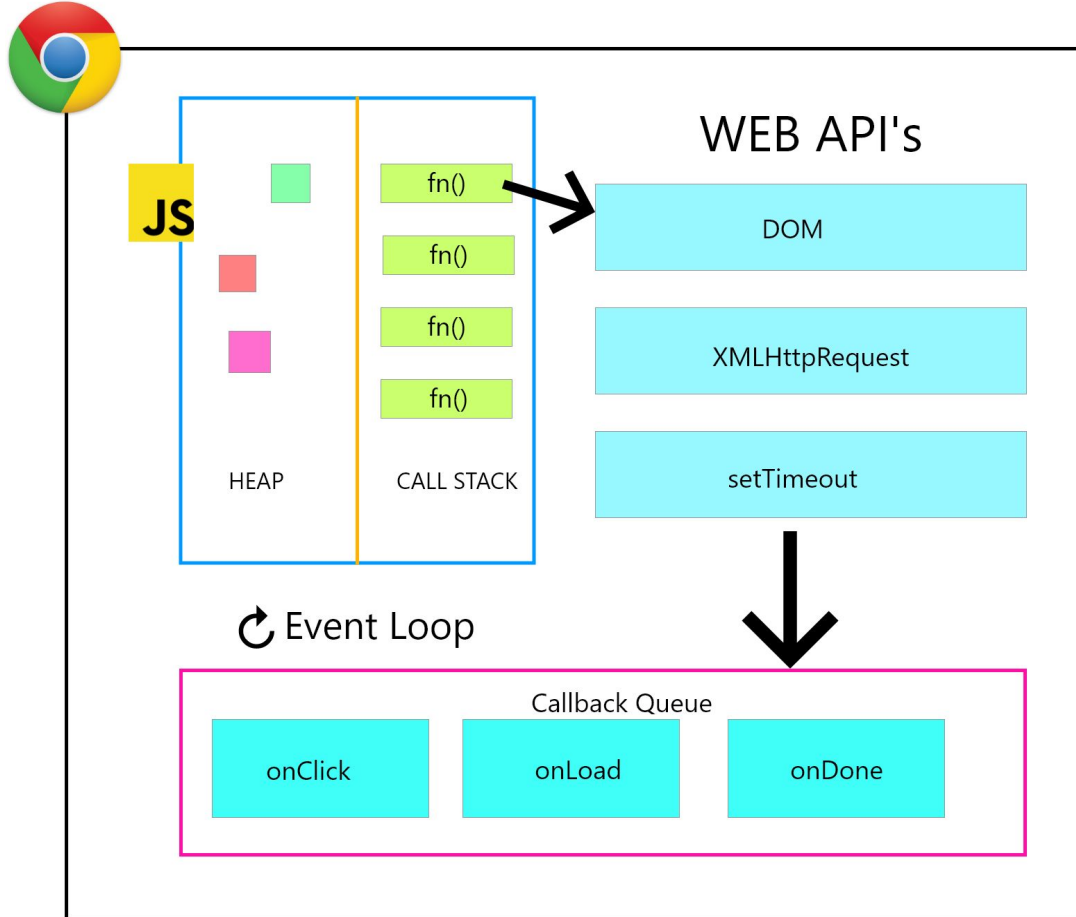 WEB API's
JS
fn()
fn()
fn()
fn()
HEAP
CALL STACK
DOM
XMLHttpRequest
setTimeout
Event Loop
Callback Queue
onClick
onLoad
onDone